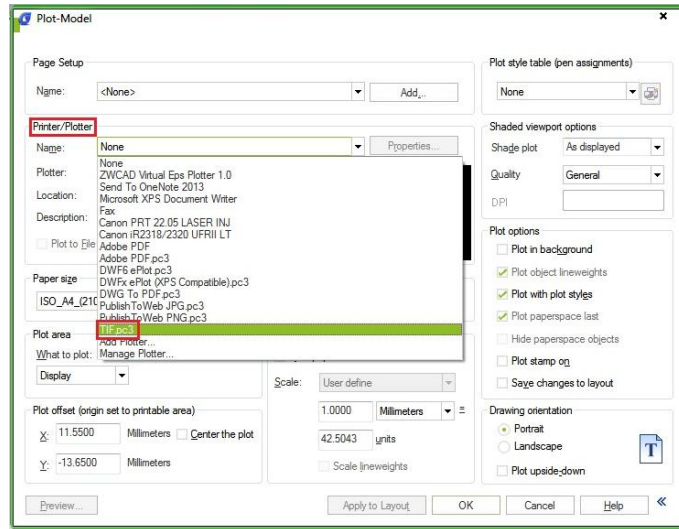 Plot-Model
Page Setup
Name: <None> Add...
Plot style table (pen assignments)
None
Printer/Plotter
Name: None Properties...
None
ZWCAD Virtual Eps Plotter 1.0
Send To OneNote 2013
Microsoft XPS Document Writer
Fax
Canon PRT 22.05 LASER INJ
Canon iR2318/2320 UFRII LT
Adobe PDF
Adobe PDF.pc3
DWF6 ePlot.pc3
DWFx ePlot (XPS Compatible).pc3
DWG To PDF.pc3
PublishToWeb JPG.pc3
PublishToWeb PNG.pc3
TIF.pc3
Add Plotter...
Manage Plotter...
Plotter:
Location:
Description:
Plot to File
Shaded viewport options
Shade plot As displayed
Quality General
DPI
Paper size
ISO_A4_(210
Plot area
What to plot:
Display
Scale: User define
1.0000 Millimeters =
42.5043 units
Scale lineweights
Plot offset (origin set to printable area)
X: 11.5500 Millimeters Center the plot
Y: -13.6500 Millimeters
Plot options
Plot in background
Plot object lineweights
Plot with plot styles
Plot paperspace last
Hide paperspace objects
Plot stamp on
Save changes to layout
Drawing orientation
Portrait
Landscape
Plot upside-down
T
Preview... Apply to Layout OK Cancel Help «